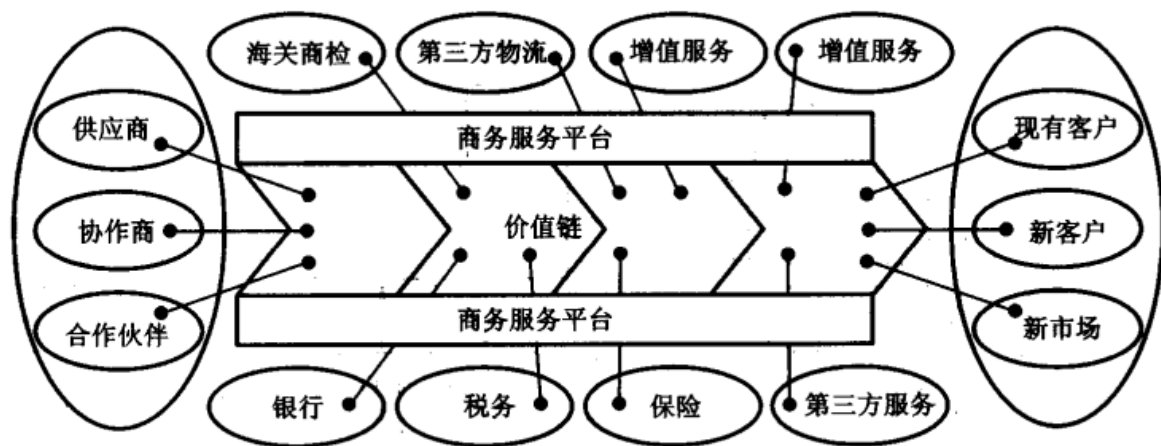 海关商检
第三方物流
增值服务
增值服务
供应商
商务服务平台
现有客户
协作商
价值链
新客户
合作伙伴
商务服务平台
新市场
银行
税务
保险
第三方服务